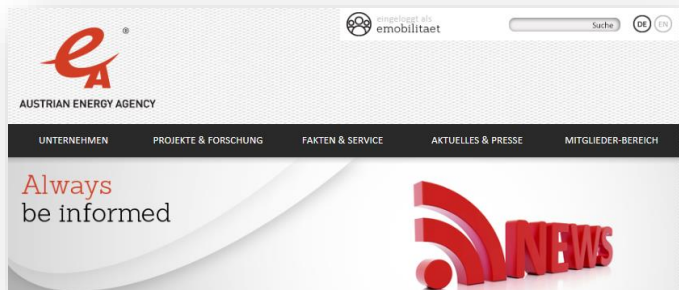 eingeloggt als
emobilitaet
Suche
DE EN
eA ®
AUSTRIAN ENERGY AGENCY
UNTERNEHMEN PROJEKTE & FORSCHUNG FAKTEN & SERVICE AKTUELLES & PRESSE MITGLIEDER-BEREICH
Always
be informed
NEWS